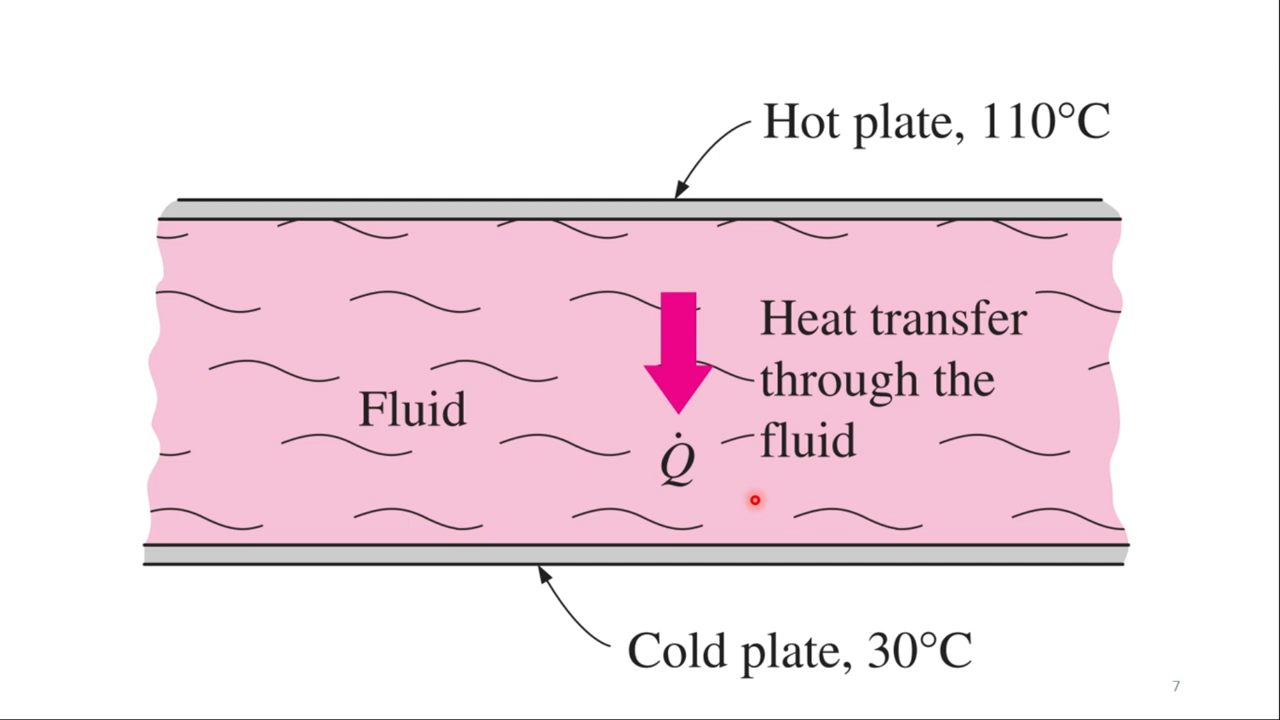 Hot plate, 110°C
Heat transfer
through the
Fluid
fluid
Q̇
Cold plate, 30°C
7